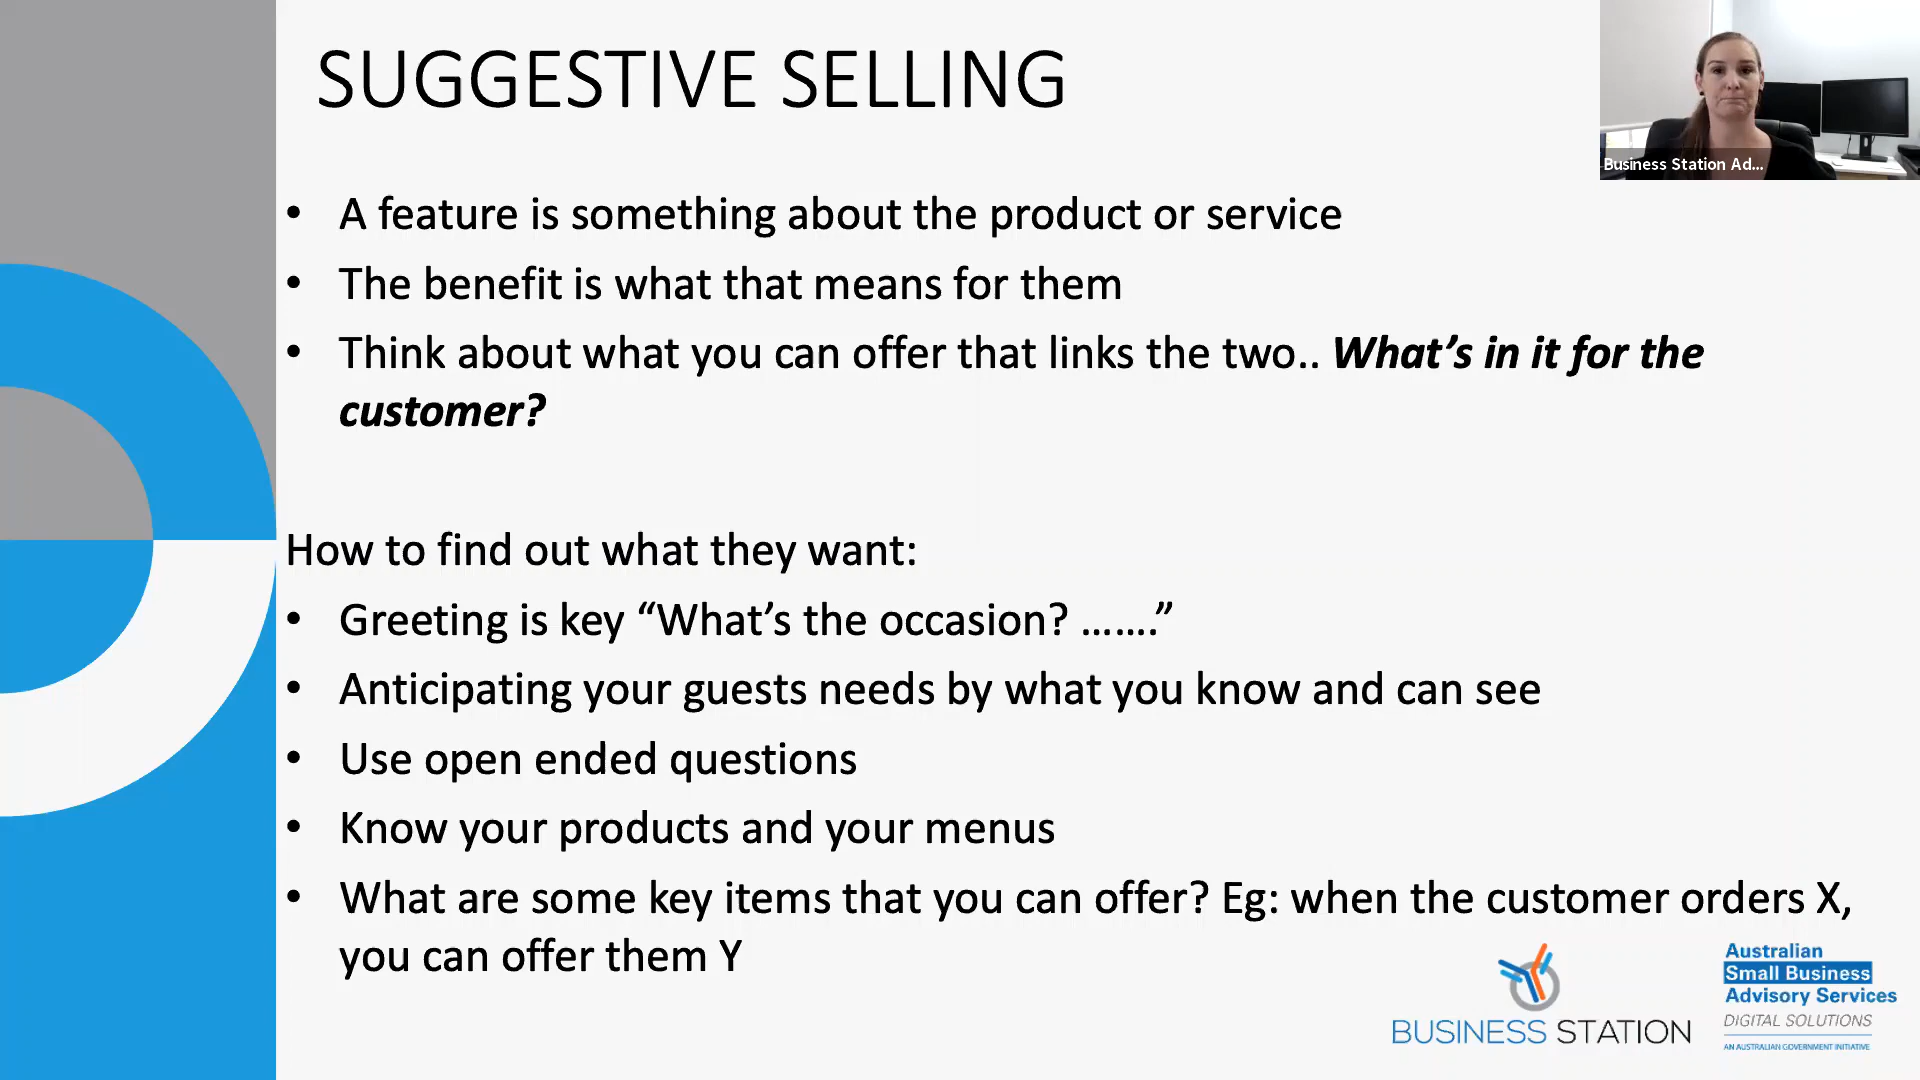 SUGGESTIVE SELLING
Business Station Ad...
• A feature is something about the product or service
• The benefit is what that means for them
• Think about what you can offer that links the two.. What’s in it for the
customer?
How to find out what they want:
• Greeting is key “What’s the occasion? …….”
• Anticipating your guests needs by what you know and can see
• Use open ended questions
• Know your products and your menus
• What are some key items that you can offer? Eg: when the customer orders X,
you can offer them Y
BUSINESS STATION
Australian
Small Business
Advisory Services
DIGITAL SOLUTIONS
AN AUSTRALIAN GOVERNMENT INITIATIVE